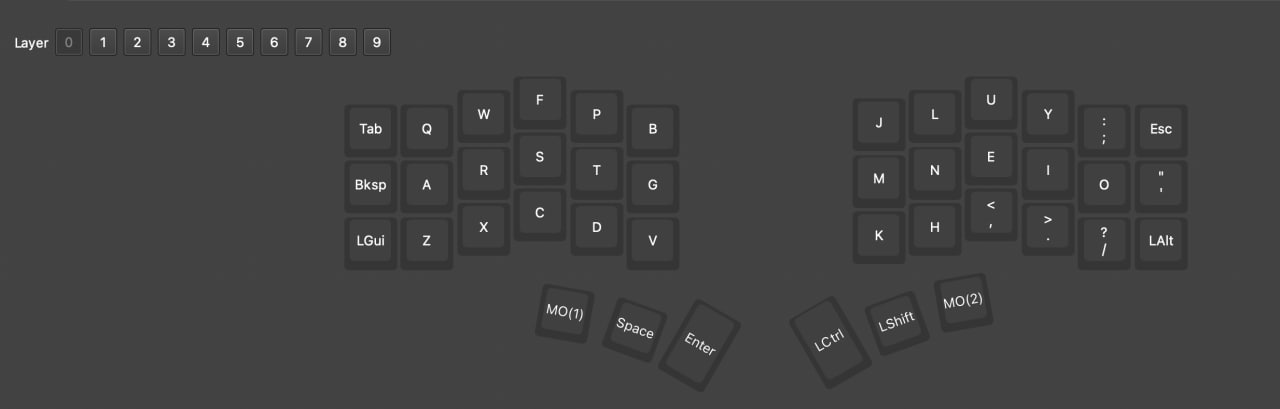 Layer 0 1 2 3 4 5 6 7 8 9
Tab Q W F P B J L U Y : ; Esc
Bksp A R S T G M N E I O " '
LGui Z X C D V K H < , > . ? / LAlt
MO(1) Space Enter LCtrl LShift MO(2)